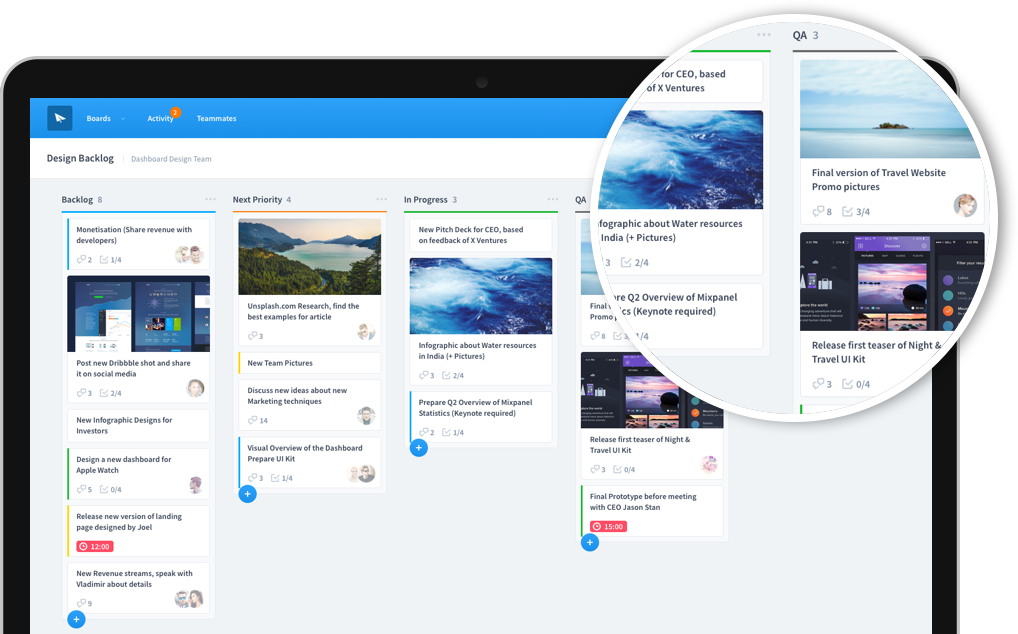 Boards
Activity
2
Teammates
Design Backlog
Dashboard Design Team
Backlog 8
Monetisation (Share revenue with
developers)
2 1/4
Post new Dribbble shot and share
it on social media
3 2/4
New Infographic Designs for
Investors
Design a new dashboard for
Apple Watch
5 0/4
Release new version of landing
page designed by Joel
12:00
New Revenue streams, speak with
Vladimir about details
9
Next Priority 4
Unsplash.com Research, find the
best examples for article
3
New Team Pictures
Discuss new ideas about new
Marketing techniques
14
Visual Overview of the Dashboard
Prepare UI Kit
3 1/4
In Progress 3
New Pitch Deck for CEO, based
on feedback of X Ventures
Infographic about Water resources
in India (+ Pictures)
3 2/4
Prepare Q2 Overview of Mixpanel
Statistics (Keynote required)
2 1/4
QA
Final
Promo
8
Release first teaser of Night &
Travel UI Kit
3 0/4
Final Prototype before meeting
with CEO Jason Stan
15:00
for CEO, based
of X Ventures
nfographic about Water resources
India (+ Pictures)
3 2/4
re Q2 Overview of Mixpanel
ics (Keynote required)
1/4
QA 3
Final version of Travel Website
Promo pictures
8 3/4
Discover
plore the world
Filter your
Release first teaser of Night &
Travel UI Kit
3 0/4